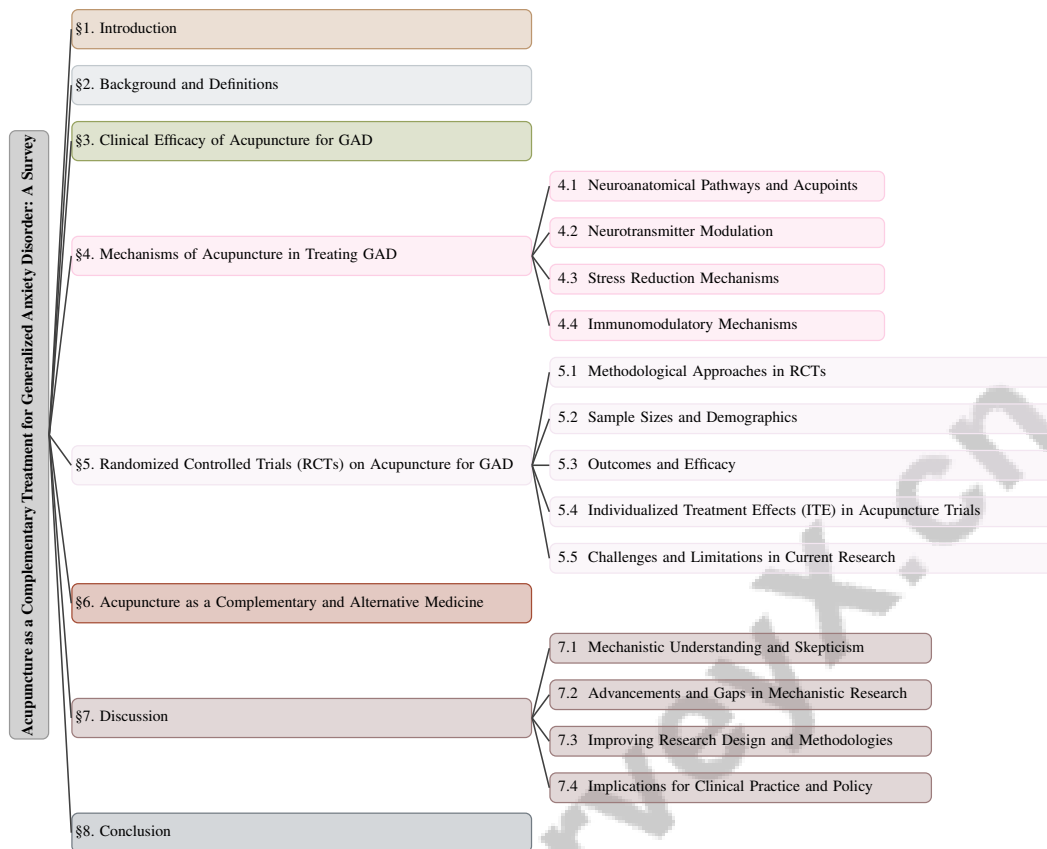 Acupuncture as a Complementary Treatment for Generalized Anxiety Disorder: A Survey
§1. Introduction
§2. Background and Definitions
§3. Clinical Efficacy of Acupuncture for GAD
§4. Mechanisms of Acupuncture in Treating GAD
4.1 Neuroanatomical Pathways and Acupoints
4.2 Neurotransmitter Modulation
4.3 Stress Reduction Mechanisms
4.4 Immunomodulatory Mechanisms
§5. Randomized Controlled Trials (RCTs) on Acupuncture for GAD
5.1 Methodological Approaches in RCTs
5.2 Sample Sizes and Demographics
5.3 Outcomes and Efficacy
5.4 Individualized Treatment Effects (ITE) in Acupuncture Trials
5.5 Challenges and Limitations in Current Research
§6. Acupuncture as a Complementary and Alternative Medicine
§7. Discussion
7.1 Mechanistic Understanding and Skepticism
7.2 Advancements and Gaps in Mechanistic Research
7.3 Improving Research Design and Methodologies
7.4 Implications for Clinical Practice and Policy
§8. Conclusion
rveyx.cn